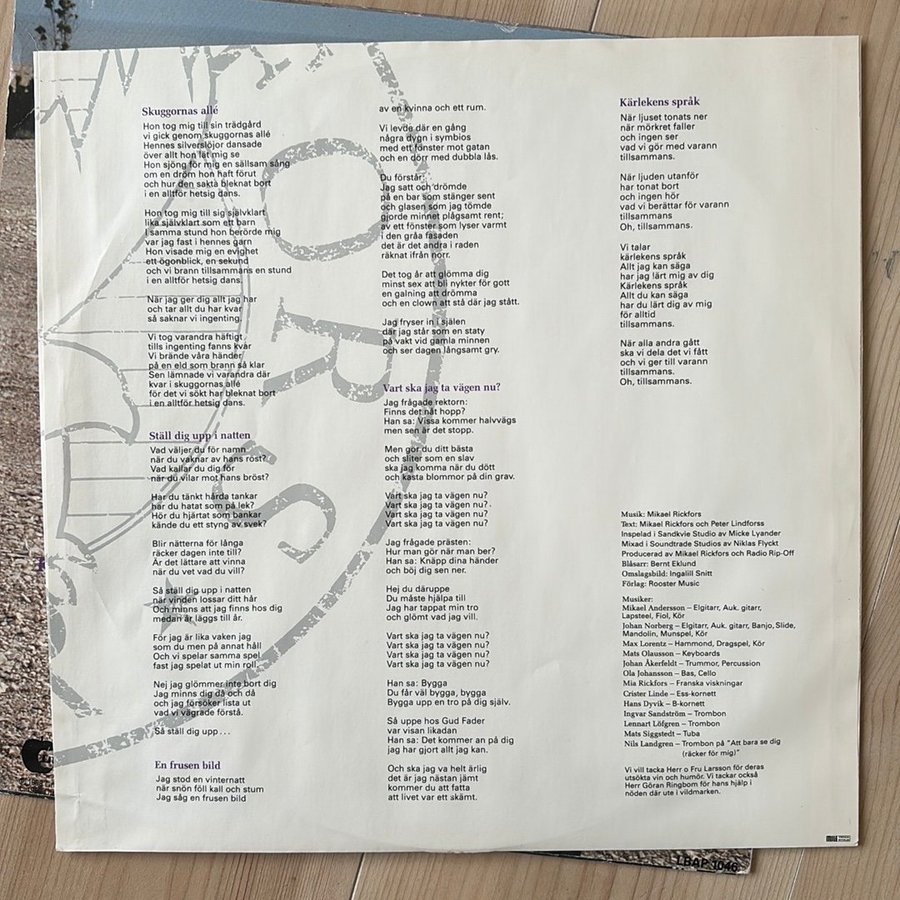 Skuggornas allé
Hon tog mig till sin trädgård
vi gick genom skuggornas allé
Hennes silverslöjor dansade
över allt hon lät mig se
Hon sjöng för mig en sällsam sång
om en dröm hon haft förut
och hur den sakta bleknat bort
i en alltför hetsig dans.
Hon tog mig till sig självklart
lika självklart som ett barn
I samma stund hon berörde mig
var jag fast i hennes garn
Hon visade mig en evighet
ett ögonblick, en sekund
och vi brann tillsammans en stund
i en alltför hetsig dans.
När jag ger dig allt jag har
och tar allt du har kvar
så saknar vi ingenting.
Vi tog varandra häftigt
tills ingenting fanns kvar
Vi brände våra händer
på en eld som brann så klar
Sen lämnade vi varandra där
kvar i skuggornas allé
för det vi sökt har bleknat bort
i en alltför hetsig dans.
Ställ dig upp i natten
Vad väljer du för namn
när du vaknar av hans röst?
Vad kallar du dig för
när du vilar mot hans bröst?
Har du tänkt hårda tankar
har du hatat som på lek?
Hör du hjärtat som bankar
kände du ett styng av svek?
Blir nätterna för långa
räcker dagen inte till?
Är det lättare att vinna
när du vet vad du vill?
Så ställ dig upp i natten
när vinden lossar ditt hår
Och minns att jag finns hos dig
medan år läggs till år.
För jag är lika vaken jag
som du men på annat håll
Och vi spelar samma spel
fast jag spelat ut min roll
Nej jag glömmer inte bort dig
Jag minns dig då och då
och jag försöker lista ut
vad vi vägrade förstå.
Så ställ dig upp...
En frusen bild
Jag stod en vinternatt
när snön föll kall och stum
Jag såg en frusen bild
av en kvinna och ett rum.
Vi levde där en gång
några dygn i symbios
med ett fönster mot gatan
och en dörr med dubbla lås.
Du förstår:
Jag satt och drömde
på en bar som stänger sent
och glasen som jag tömde
gjorde minnet plågsamt rent;
av ett fönster som lyser varmt
i den gråa fasaden
det är det andra i raden
räknat ifrån norr.
Det tog år att glömma dig
minst sex att bli nykter för gott
en galning att drömma
och en clown att stå där jag stått.
Jag fryser in i själen
där jag står som en staty
på vakt vid gamla minnen
och ser dagen långsamt gry.
Vart ska jag ta vägen nu?
Jag frågade rektorn:
Finns det nåt hopp?
Han sa: Vissa kommer halvvägs
men sen är det stopp.
Men gör du ditt bästa
och sliter som en slav
ska jag komma när du dött
och kasta blommor på din grav.
Vart ska jag ta vägen nu?
Vart ska jag ta vägen nu?
Vart ska jag ta vägen nu?
Vart ska jag ta vägen nu?
Jag frågade prästen:
Hur man gör när man ber?
Han sa: Knäpp dina händer
och böj dig sen ner.
Hej du däruppe
Du måste hjälpa till
Jag har tappat min tro
och glömt vad jag vill.
Vart ska jag ta vägen nu?
Vart ska jag ta vägen nu?
Vart ska jag ta vägen nu?
Vart ska jag ta vägen nu?
Han sa: Bygga
Du får väl bygga, bygga
Bygga upp en tro på dig själv.
Så uppe hos Gud Fader
var visan likadan
Han sa: Det kommer an på dig
jag har gjort allt jag kan.
Och ska jag va helt ärlig
det är jag nästan jämt
kommer du att fatta
att livet var ett skämt.
Kärlekens språk
När ljuset tonats ner
när mörkret faller
och ingen ser
vad vi gör med varann
tillsammans.
När ljuden utanför
har tonat bort
och ingen hör
vad vi berättar för varann
tillsammans
Oh, tillsammans.
Vi talar
kärlekens språk
Allt jag kan säga
har jag lärt mig av dig
Kärlekens språk
Allt du kan säga
har du lärt dig av mig
för alltid
tillsammans.
När alla andra gått
ska vi dela det vi fått
och vi ger till varann
tillsammans.
Oh, tillsammans.
Musik: Mikael Rickfors
Text: Mikael Rickfors och Peter Lindforss
Inspelad i Sandkvie Studio av Micke Lyander
Mixad i Soundtrade Studios av Niklas Flyckt
Producerad av Mikael Rickfors och Radio Rip-Off
Blåsarr: Bernt Eklund
Omslagsbild: Ingalill Snitt
Förlag: Rooster Music
Musiker:
Mikael Andersson – Elgitarr, Auk. gitarr,
Lapsteel, Fiol, Kör
Johan Norberg – Elgitarr, Auk. gitarr, Banjo, Slide,
Mandolin, Munspel, Kör
Max Lorentz – Hammond, Dragspel, Kör
Mats Olausson – Keyboards
Johan Åkerfeldt – Trummor, Percussion
Ola Johansson – Bas, Cello
Mia Rickfors – Franska viskningar
Crister Linde – Ess-kornett
Hans Dyvik – B-kornett
Ingvar Sandström – Trombon
Lennart Löfgren – Trombon
Mats Siggstedt – Tuba
Nils Landgren – Trombon på "Att bara se dig
(räcker för mig)"
Vi vill tacka Herr o Fru Larsson för deras
utsökta vin och humör. Vi tackar också
Herr Göran Ringbom för hans hjälp i
nöden där ute i vildmarken.
ORS
LBAP 1046